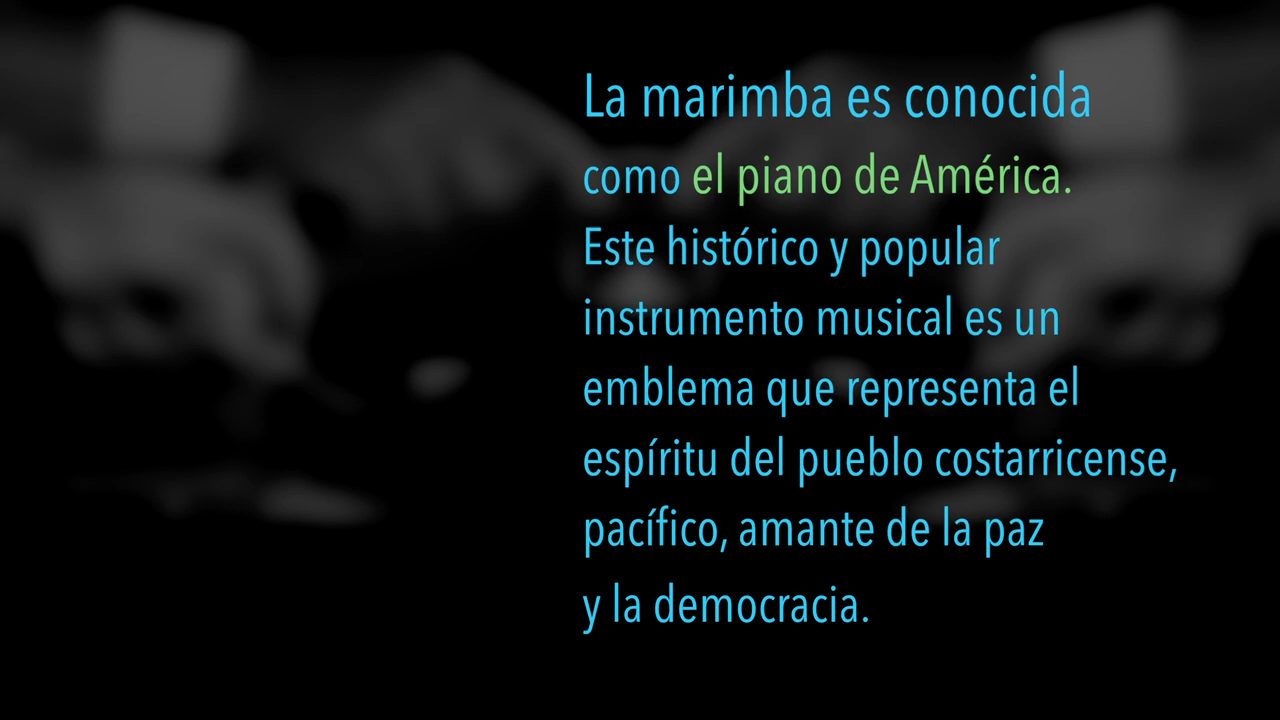 La marimba es conocida
como el piano de América.
Este histórico y popular
instrumento musical es un
emblema que representa el
espíritu del pueblo costarricense,
pacífico, amante de la paz
y la democracia.